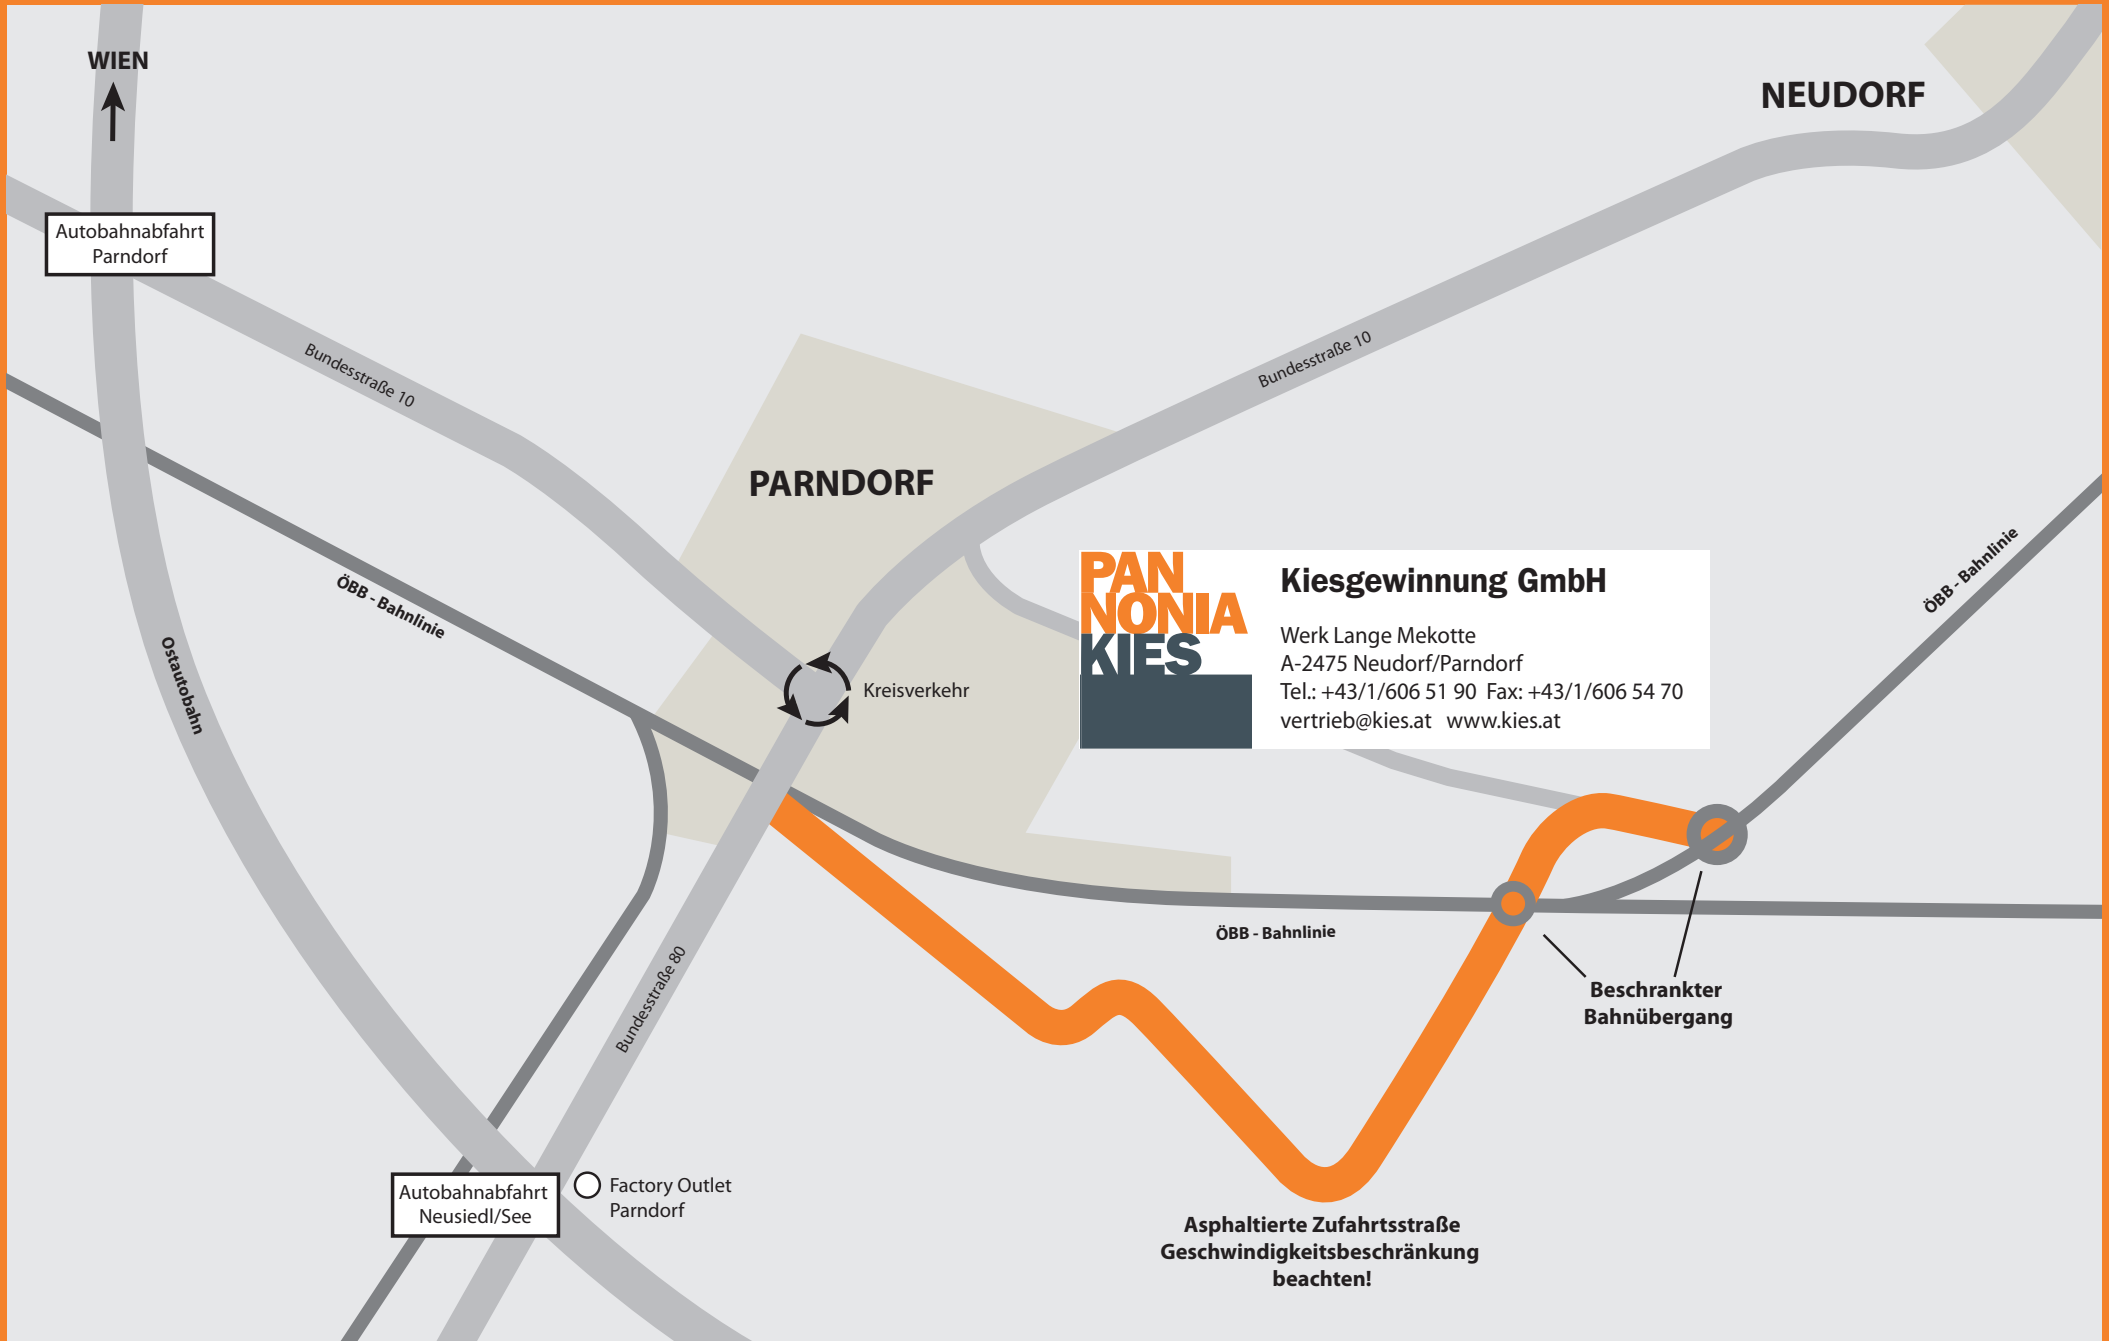 WIEN
NEUDORF
Autobahnabfahrt
Parndorf
Bundesstraße 10
Bundesstraße 10
PARNDORF
ÖBB - Bahnlinie
ÖBB - Bahnlinie
PAN
NONIA
KIES
Kiesgewinnung GmbH
Werk Lange Mekotte
A-2475 Neudorf/Parndorf
Tel.: +43/1/606 51 90 Fax: +43/1/606 54 70
vertrieb@kies.at www.kies.at
Ostautobahn
Kreisverkehr
ÖBB - Bahnlinie
Bundesstraße 80
Beschrankter
Bahnübergang
Autobahnabfahrt
Neusiedl/See
Factory Outlet
Parndorf
Asphaltierte Zufahrtsstraße
Geschwindigkeitsbeschränkung
beachten!